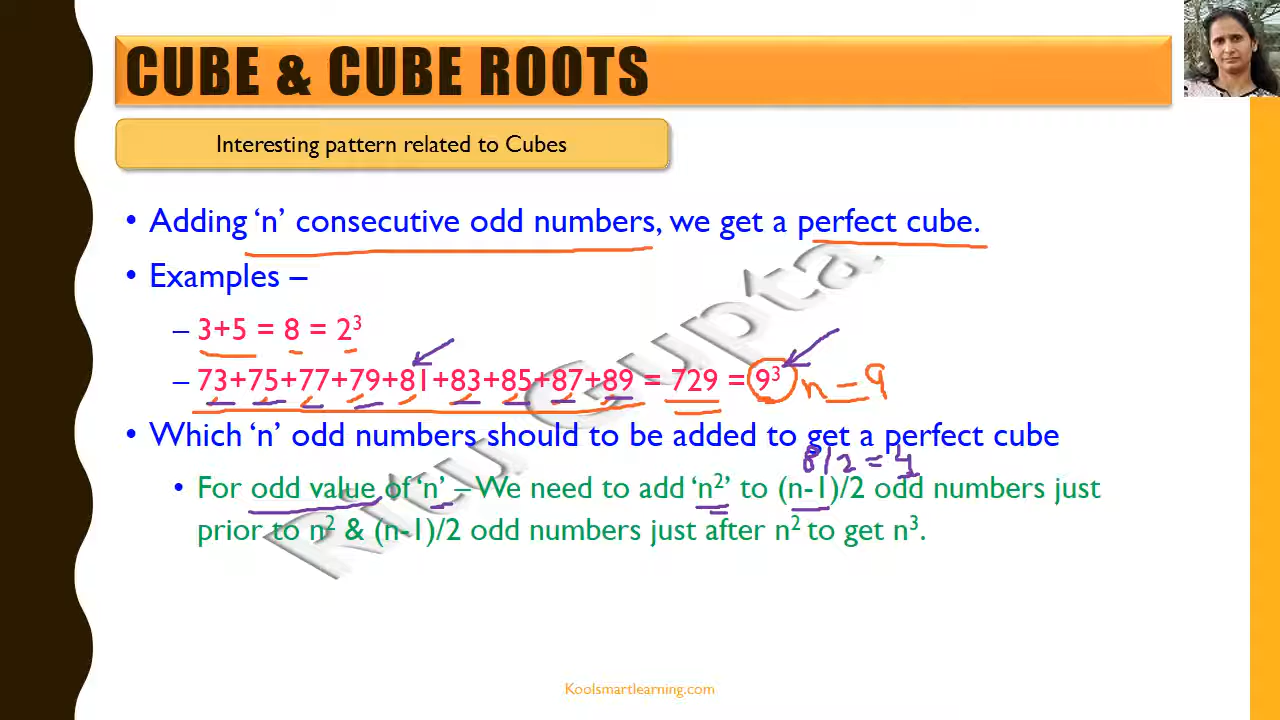 CUBE & CUBE ROOTS
Interesting pattern related to Cubes
• Adding ‘n’ consecutive odd numbers, we get a perfect cube.
• Examples –
– 3+5 = 8 = 2³
– 73+75+77+79+81+83+85+87+89 = 729 = 9³ n – 9
• Which ‘n’ odd numbers should to be added to get a perfect cube
8/2 = 4
• For odd value of ‘n’ – We need to add ‘n²’ to (n-1)/2 odd numbers just
prior to n² & (n-1)/2 odd numbers just after n² to get n³.
Ritu Gupta
Koolsmartlearning.com